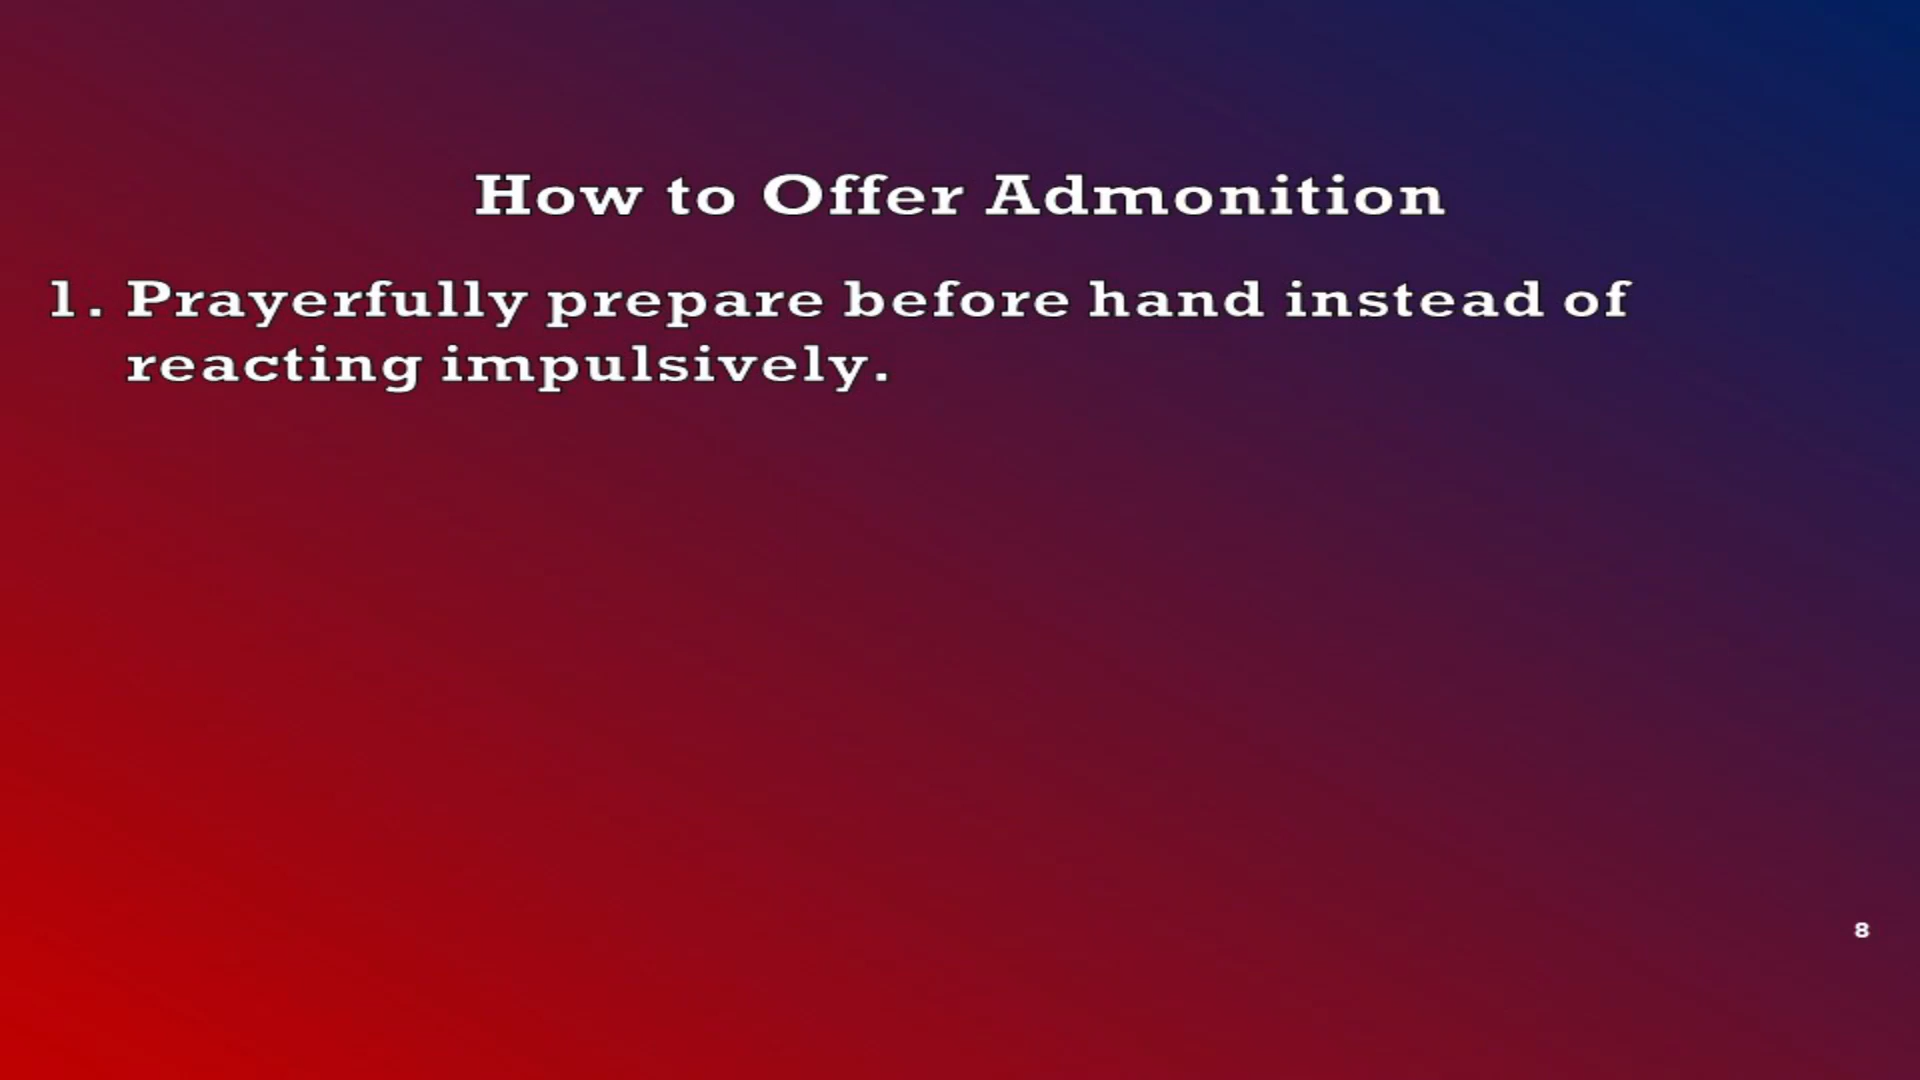 How to Offer Admonition
1. Prayerfully prepare before hand instead of
reacting impulsively.
8